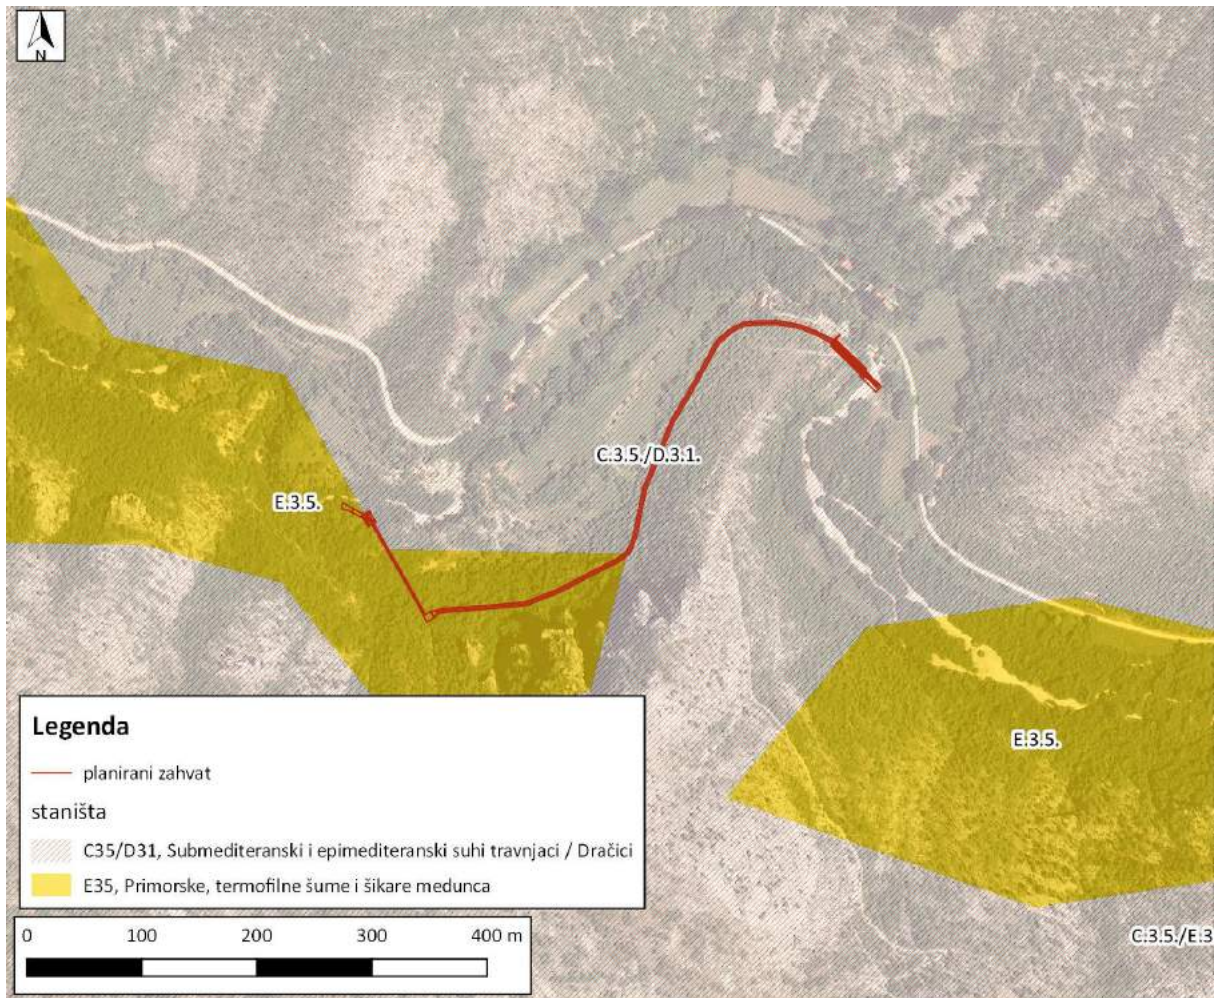 N
C.3.5./D.3.1.
E.3.5.
E.3.5.
C.3.5./E.3
Legenda
planirani zahvat
staništa
C35/D31, Submediteranski i epimediteranski suhi travnjaci / Dračici
E35, Primorske, termofilne šume i šikare medunca
0 100 200 300 400 m